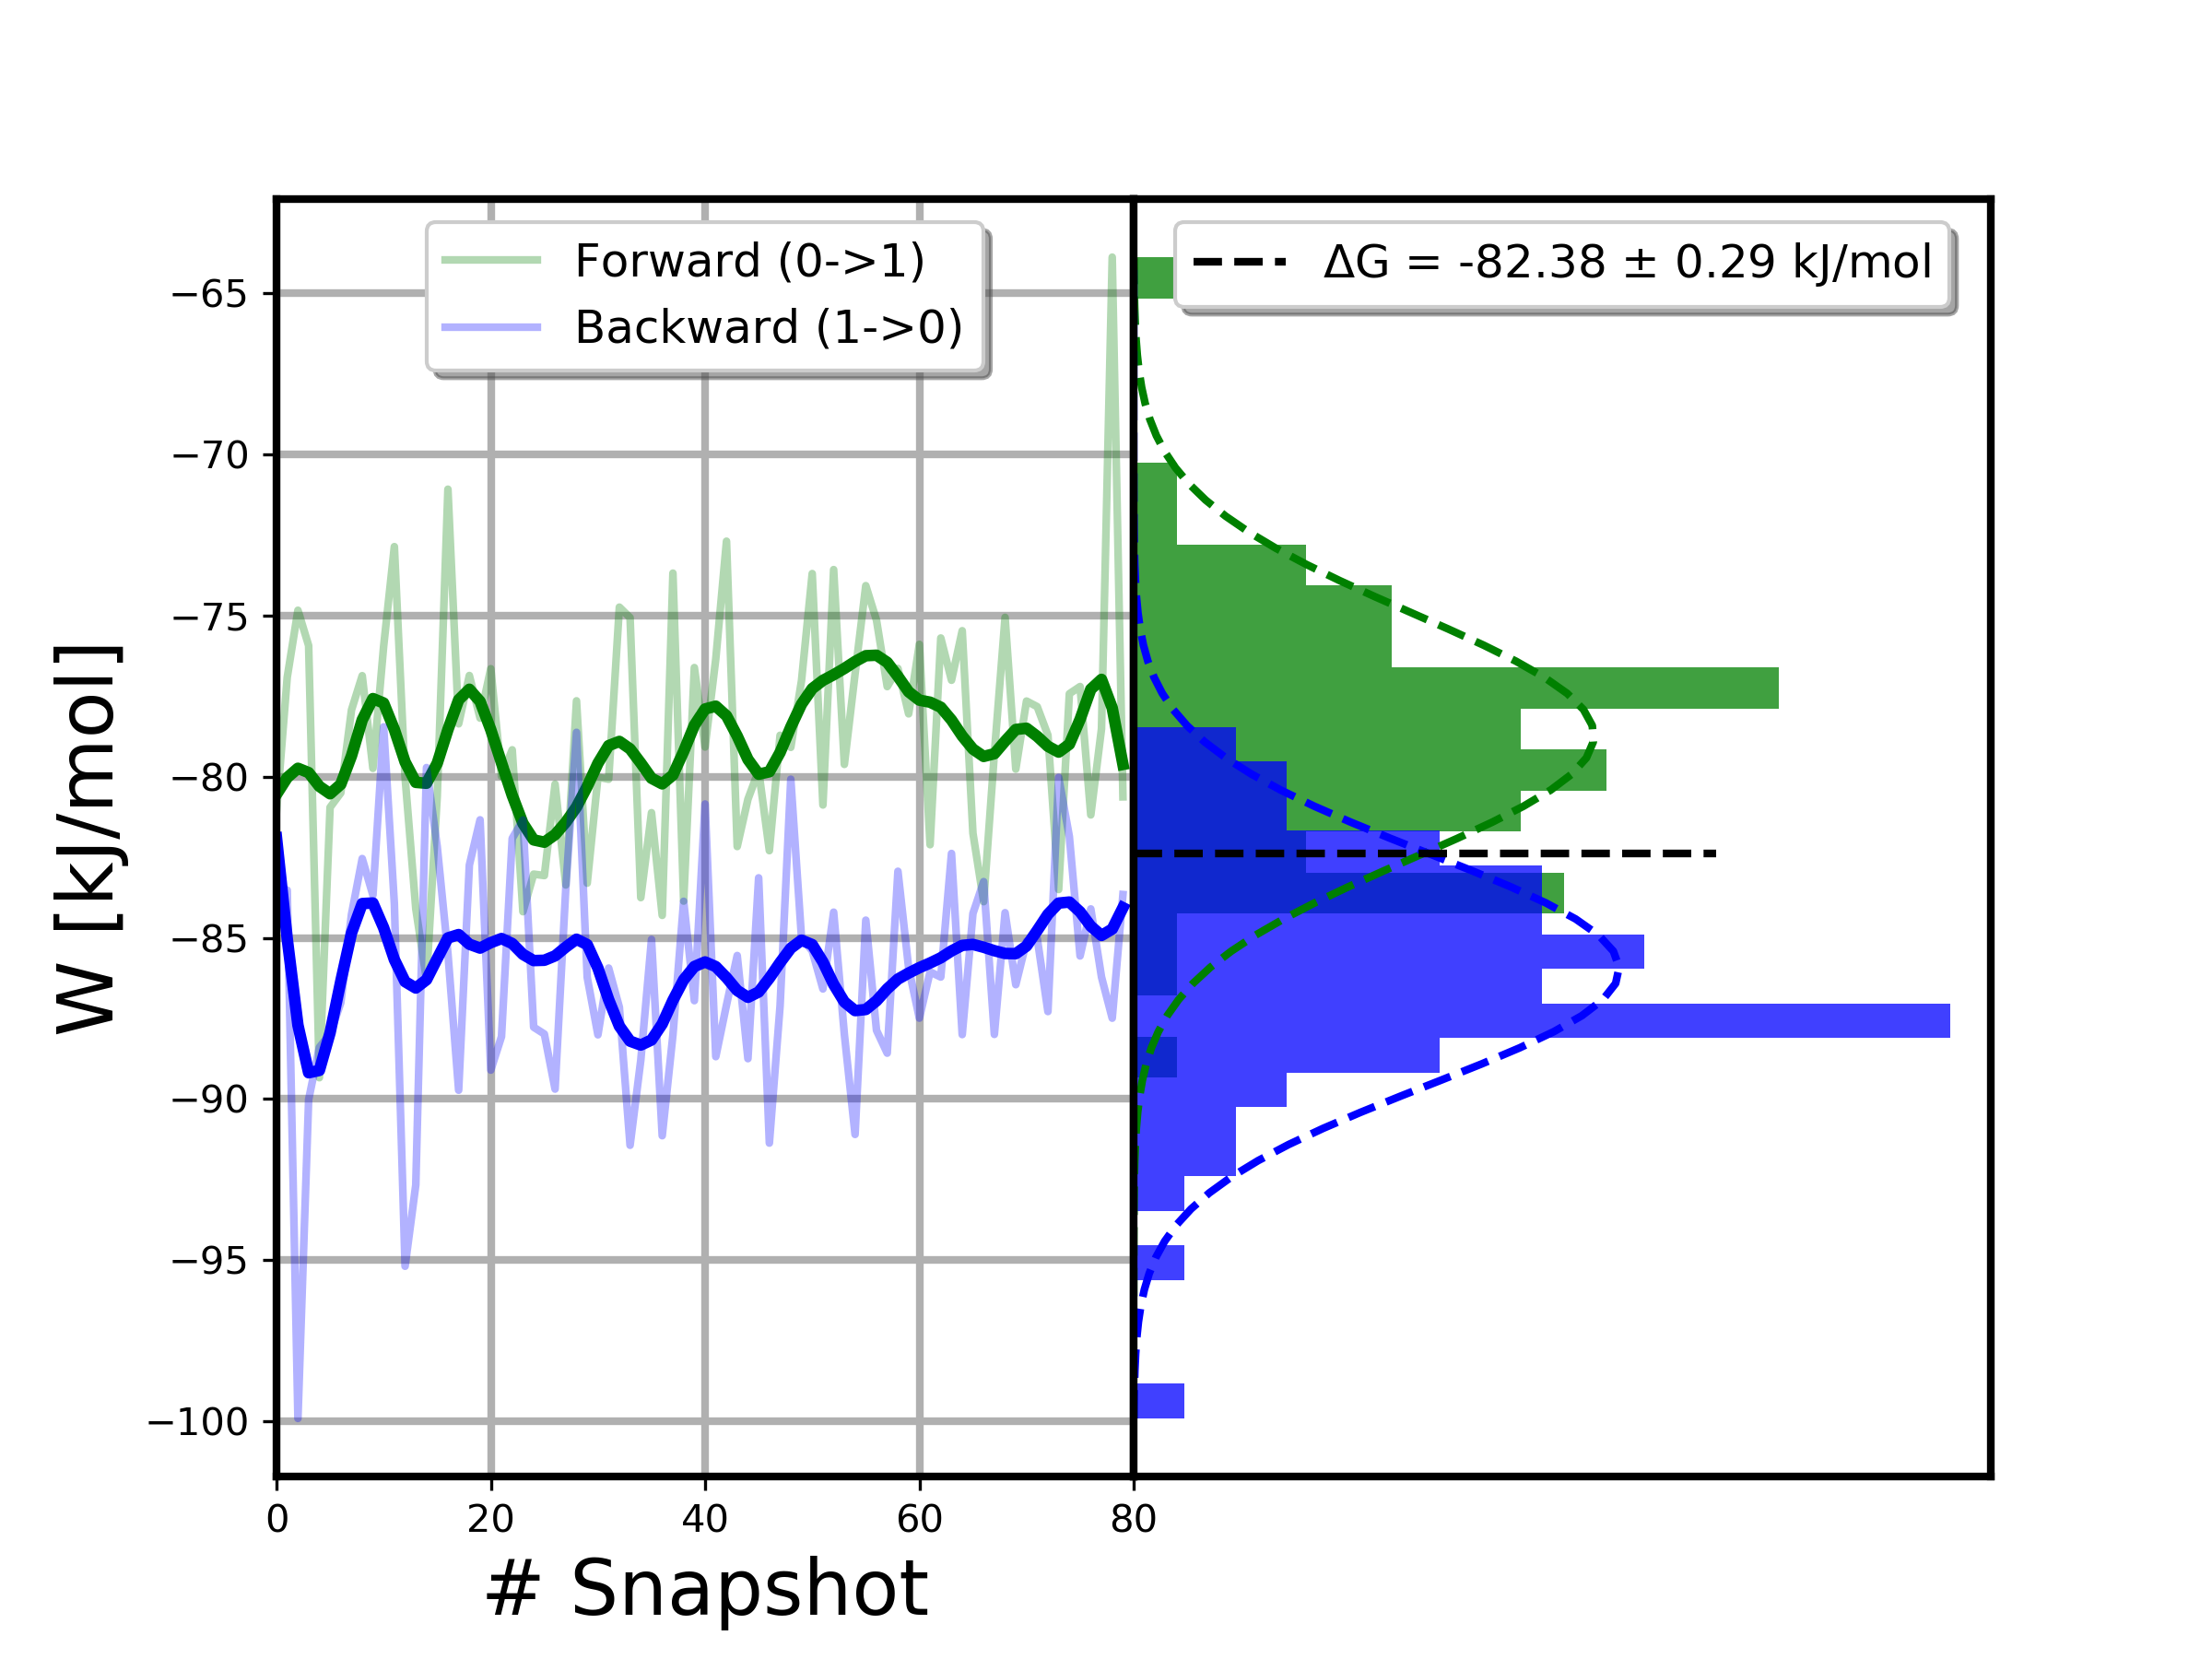 Forward (0->1)
Backward (1->0)
ΔG = -82.38 ± 0.29 kJ/mol
−65
−70
−75
−80
−85
−90
−95
−100
W [kJ/mol]
0 20 40 60 80
# Snapshot